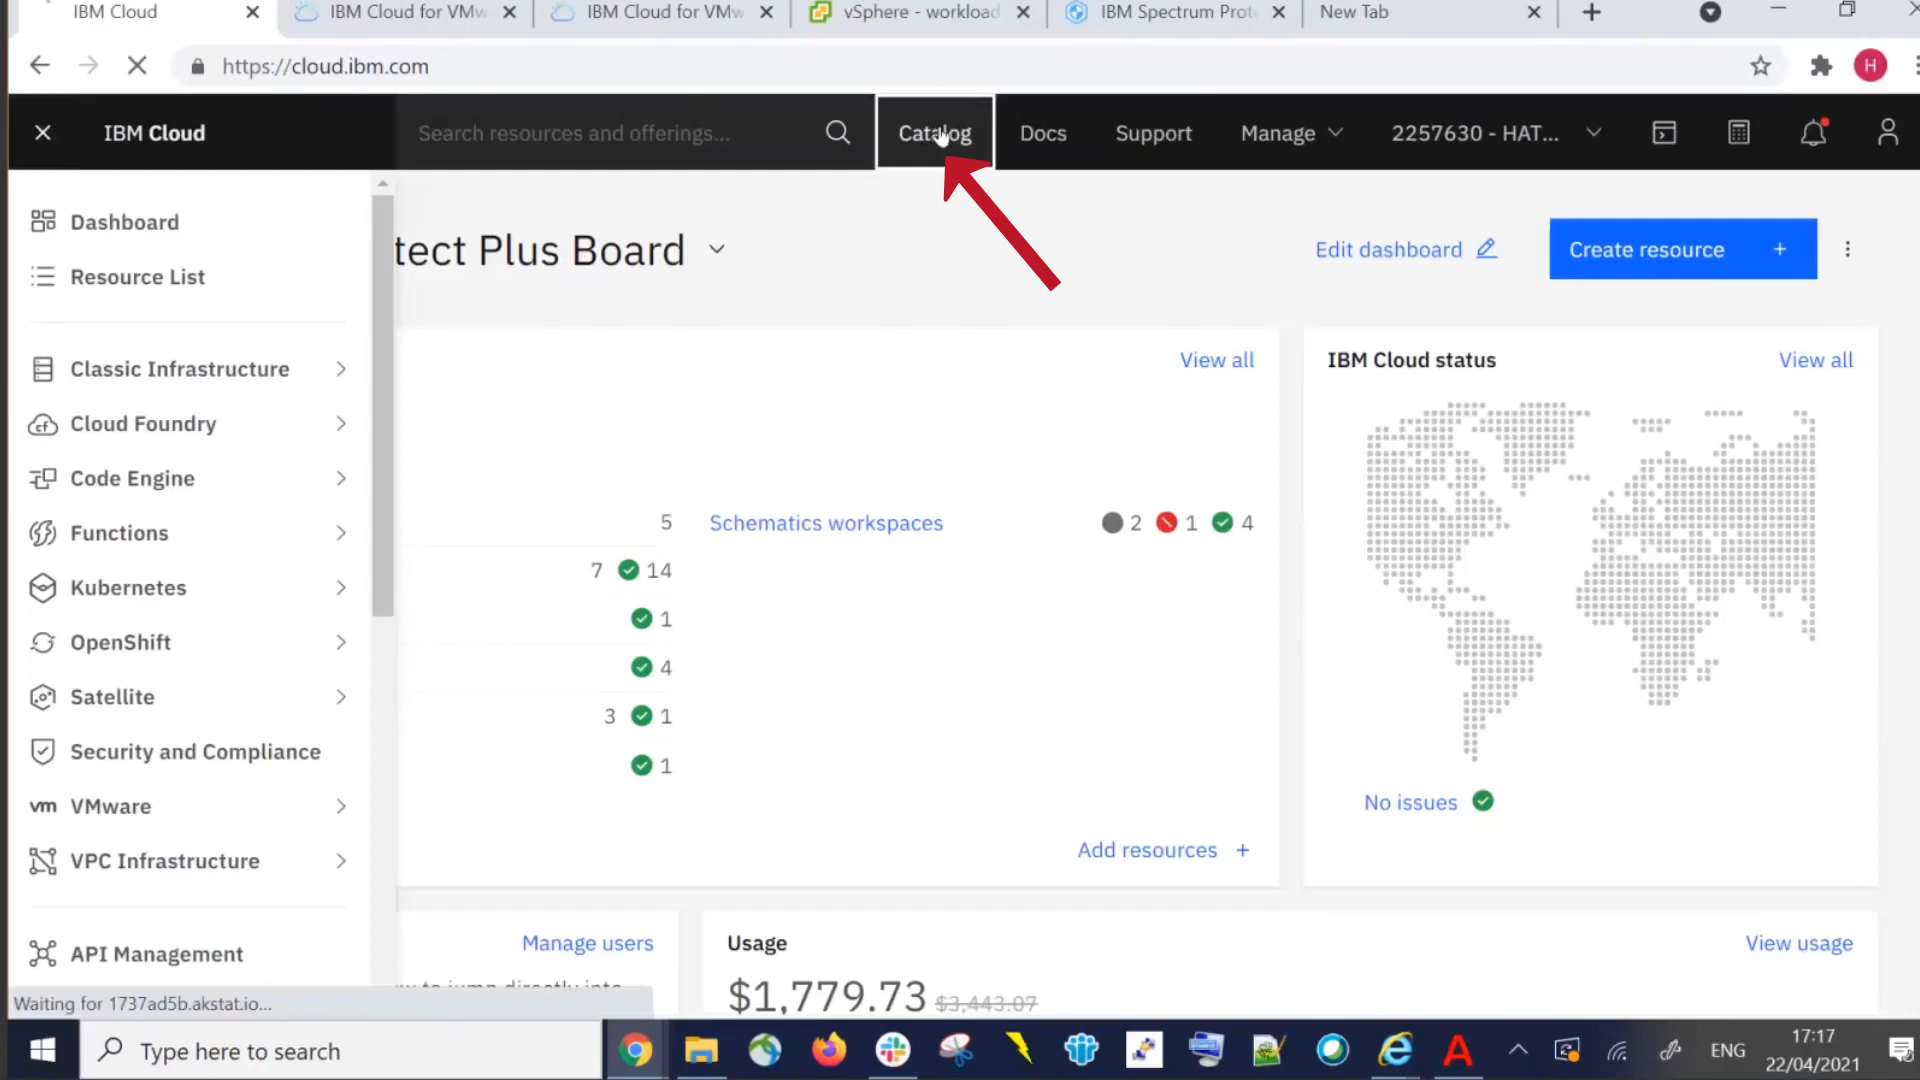 IBM Cloud
IBM Cloud for VMw
IBM Cloud for VMw
vSphere - workload
IBM Spectrum Prot
New Tab
https://cloud.ibm.com
H
IBM Cloud
Search resources and offerings...
Catalog
Docs
Support
Manage
2257630 - HAT...
Dashboard
Resource List
Classic Infrastructure
Cloud Foundry
Code Engine
Functions
Kubernetes
OpenShift
Satellite
Security and Compliance
vm VMware
VPC Infrastructure
API Management
tect Plus Board
Edit dashboard
Create resource +
View all
5
7 14
1
4
3 1
1
Schematics workspaces
2 1 4
Add resources +
IBM Cloud status
View all
No issues
Manage users
Usage
View usage
$1,779.73 $3,443.07
Waiting for 1737ad5b.akstat.io...
Type here to search
ENG
17:17
22/04/2021